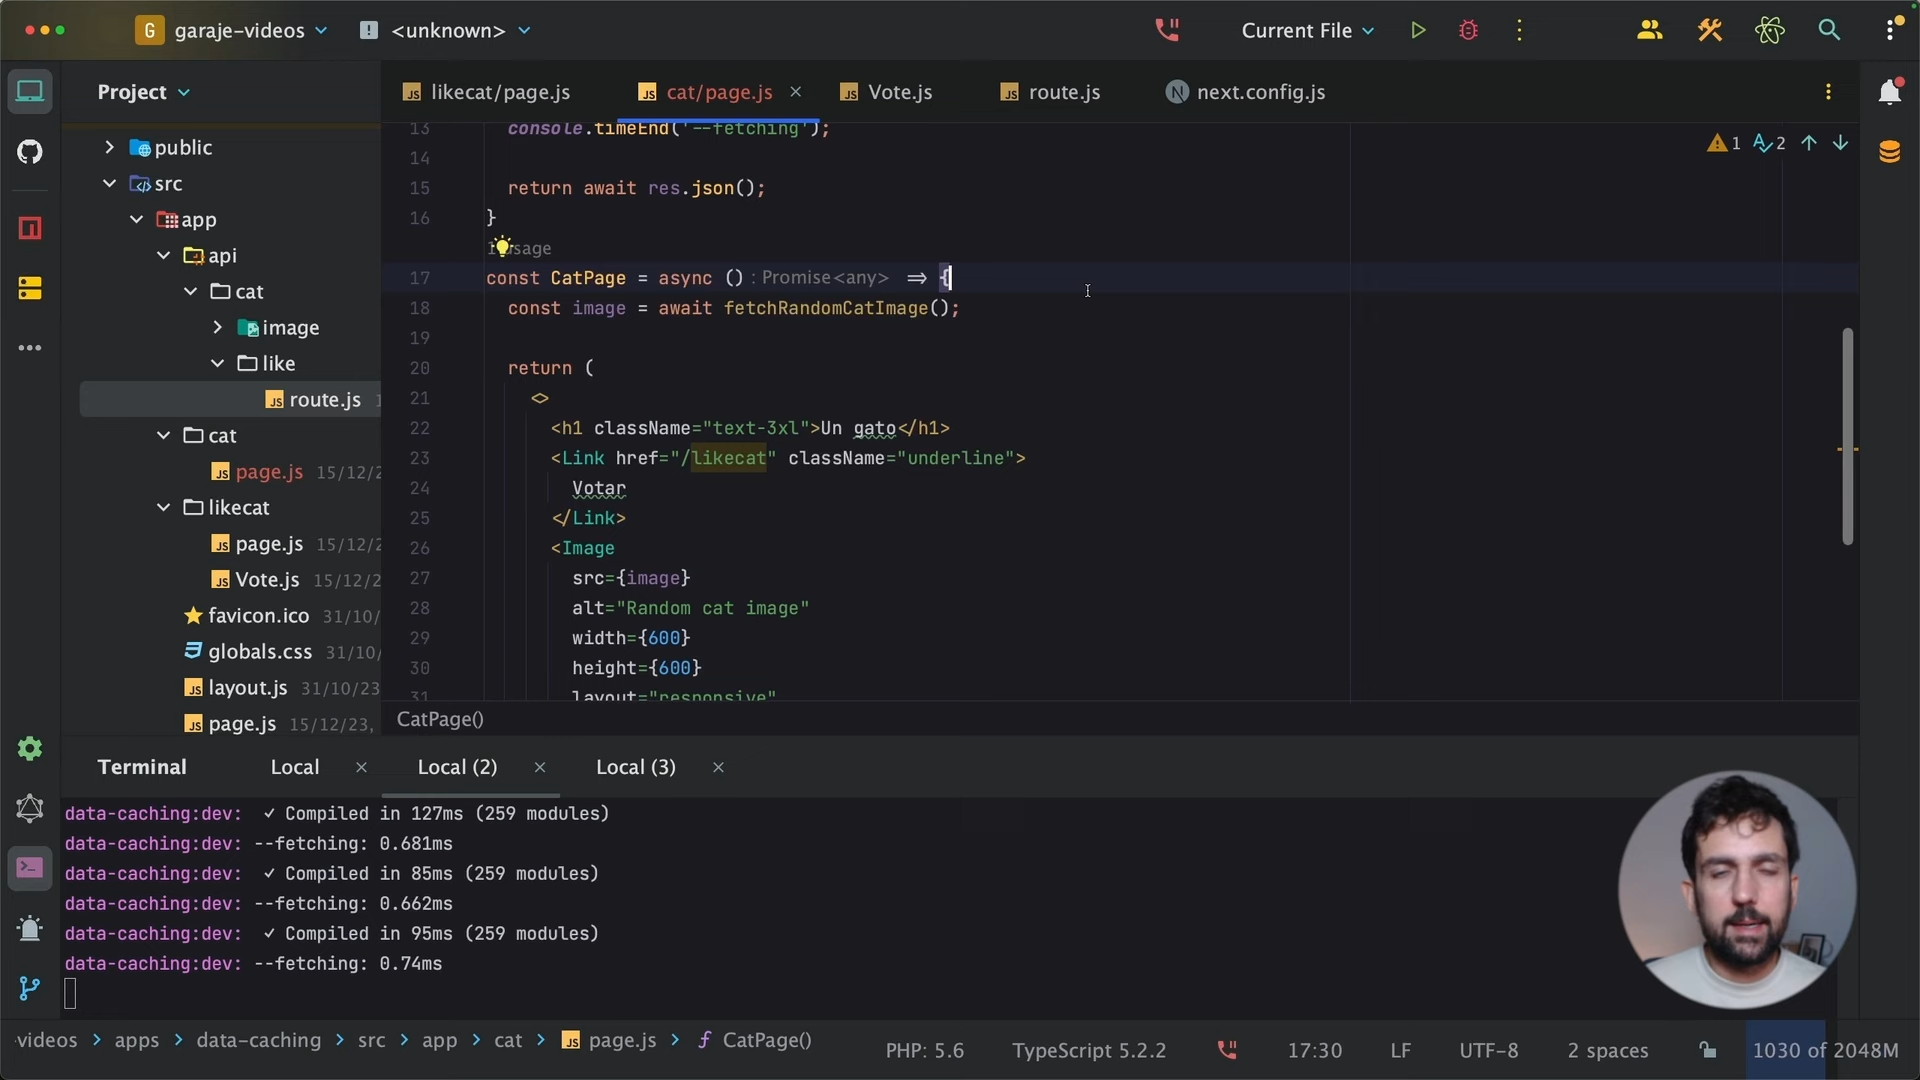 G garaje-videos ! <unknown> Current File
Project
likecat/page.js cat/page.js Vote.js route.js next.config.js
public
src
app
api
cat
image
like
route.js
cat
page.js 15/12/2
likecat
page.js 15/12/2
Vote.js 15/12/2
favicon.ico 31/10/
globals.css 31/10/
layout.js 31/10/23
page.js 15/12/23,
1 2
13 console.timeEnd('--fetching');
14
15 return await res.json();
16 }
1 usage
17 const CatPage = async () : Promise<any> => {
18 const image = await fetchRandomCatImage();
19
20 return (
21 <>
22 <h1 className="text-3xl">Un gato</h1>
23 <Link href="/likecat" className="underline">
24 Votar
25 </Link>
26 <Image
27 src={image}
28 alt="Random cat image"
29 width={600}
30 height={600}
31 layout="responsive"
CatPage()
Terminal Local Local (2) Local (3)
data-caching:dev: ✓ Compiled in 127ms (259 modules)
data-caching:dev: --fetching: 0.681ms
data-caching:dev: ✓ Compiled in 85ms (259 modules)
data-caching:dev: --fetching: 0.662ms
data-caching:dev: ✓ Compiled in 95ms (259 modules)
data-caching:dev: --fetching: 0.74ms
-videos > apps > data-caching > src > app > cat > page.js > CatPage()
PHP: 5.6 TypeScript 5.2.2 17:30 LF UTF-8 2 spaces 1030 of 2048M